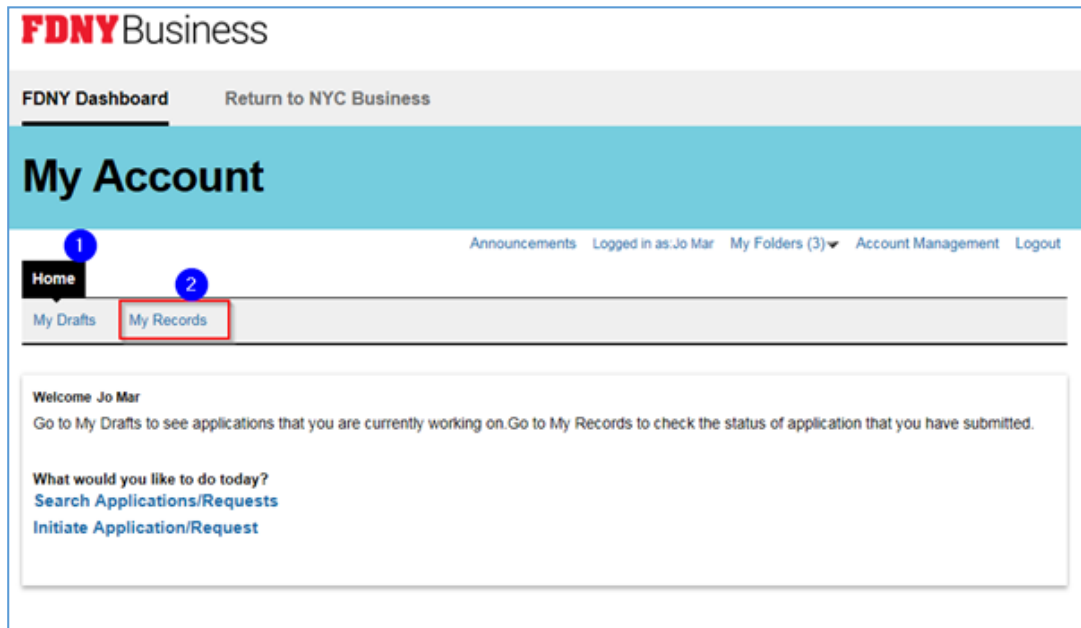 FDNY Business
FDNY Dashboard Return to NYC Business
My Account
1
Announcements Logged in as:Jo Mar My Folders (3) Account Management Logout
Home
2
My Drafts My Records
Welcome Jo Mar
Go to My Drafts to see applications that you are currently working on.Go to My Records to check the status of application that you have submitted.
What would you like to do today?
Search Applications/Requests
Initiate Application/Request